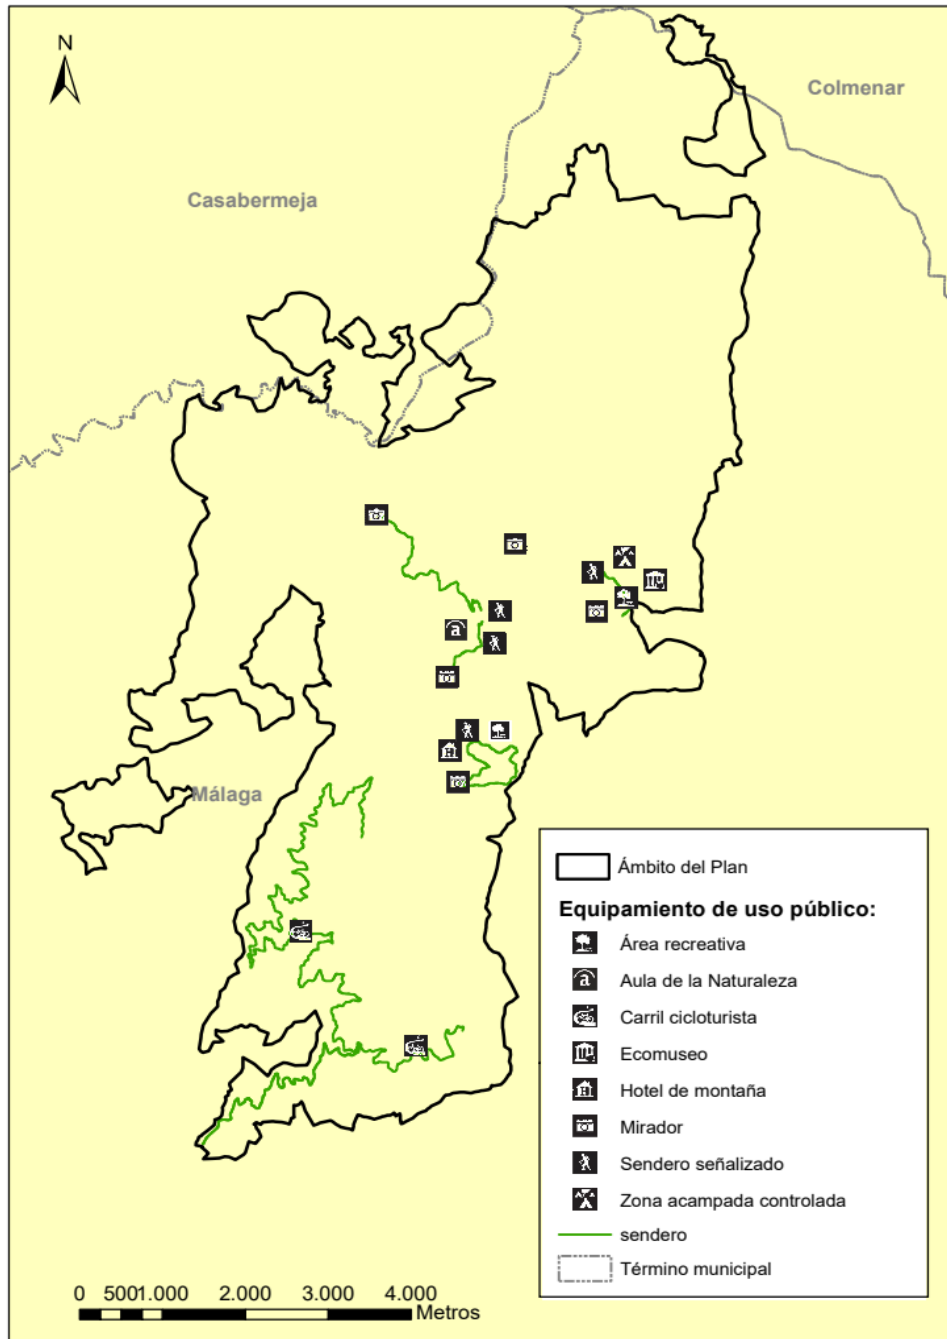 N
Colmenar
Casabermeja
Málaga
Ámbito del Plan
Equipamiento de uso público:
Área recreativa
a Aula de la Naturaleza
Carril cicloturista
Ecomuseo
H Hotel de montaña
Mirador
Sendero señalizado
Zona acampada controlada
sendero
Término municipal
0 500 1.000 2.000 3.000 4.000
Metros